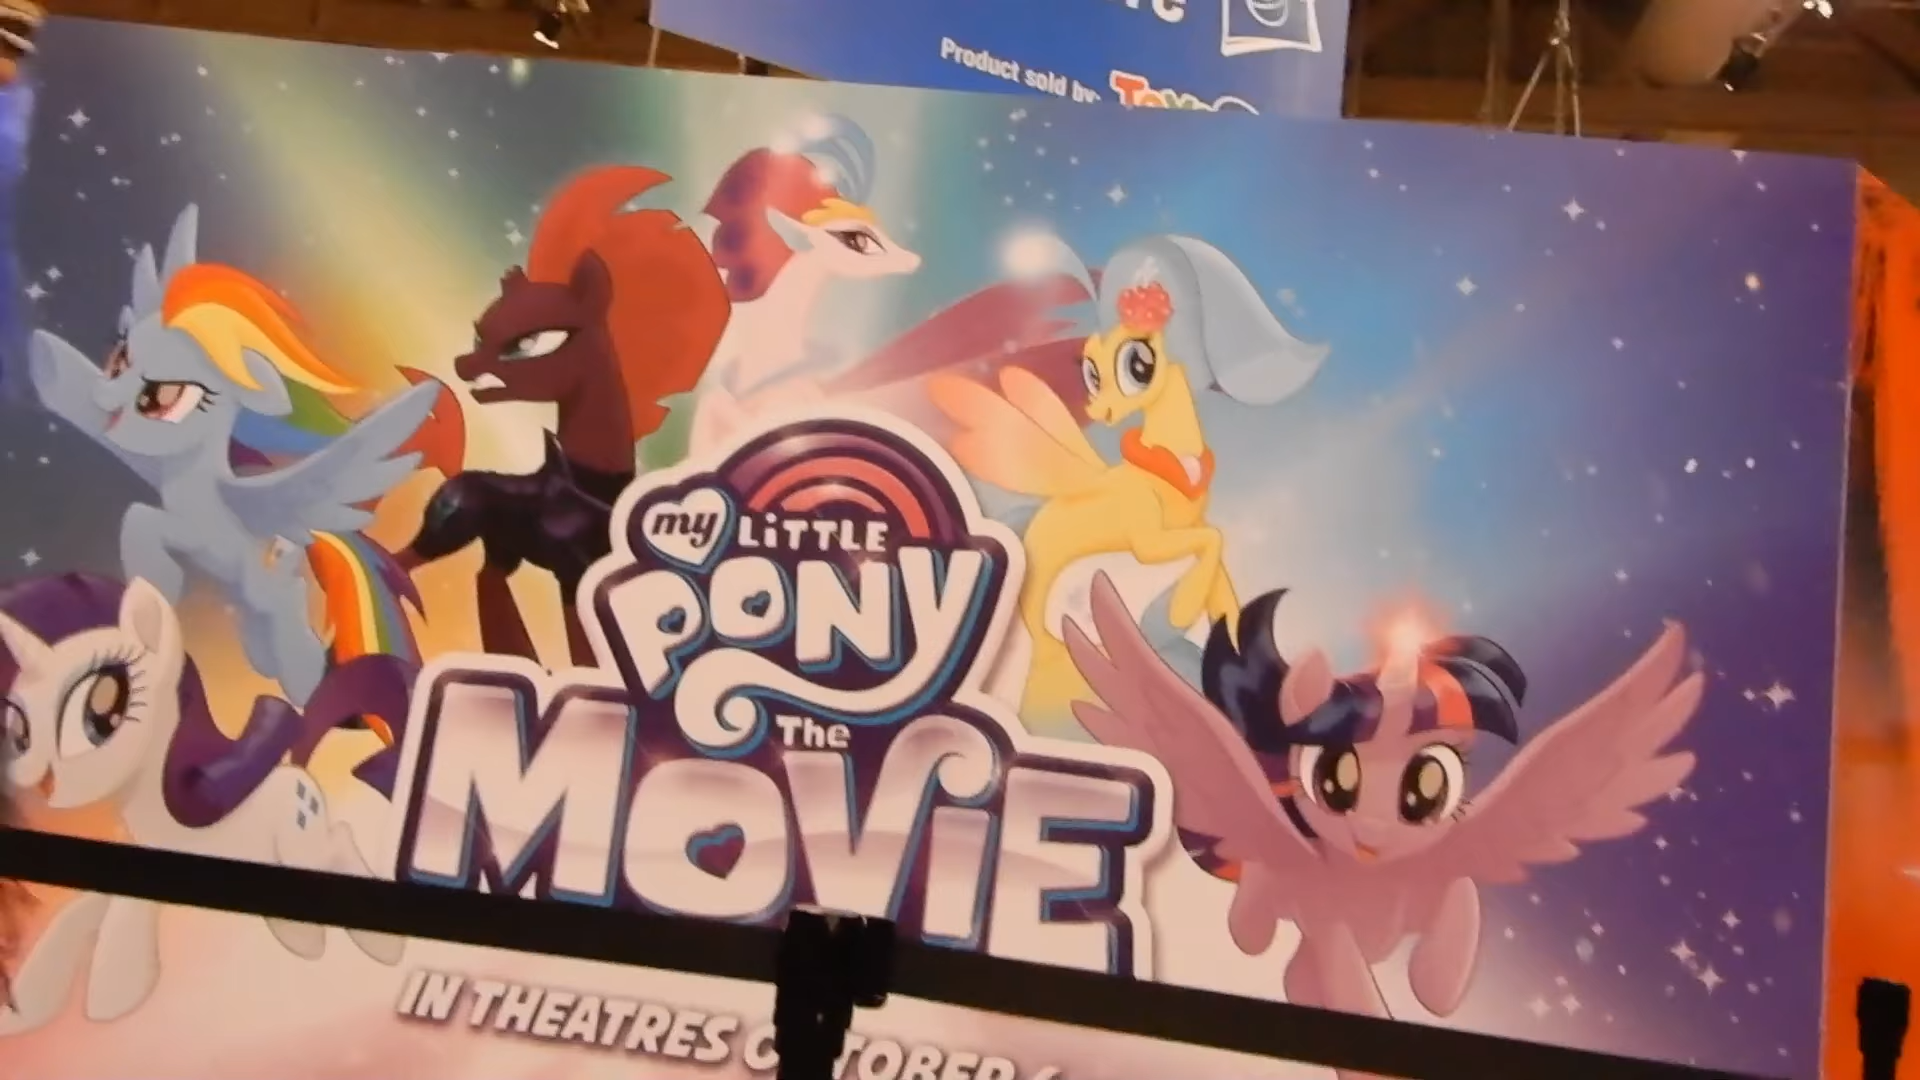 Product sold by:
my LiTTLE
PONY
The
MOViE
IN THEATRES